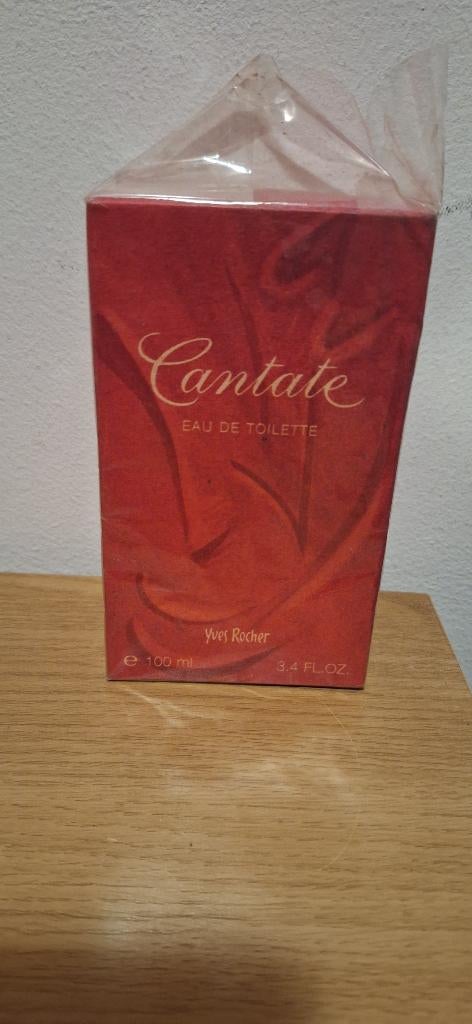 Cantate
EAU DE TOILETTE
Yves Rocher
e 100 ml 3.4 FL.OZ.